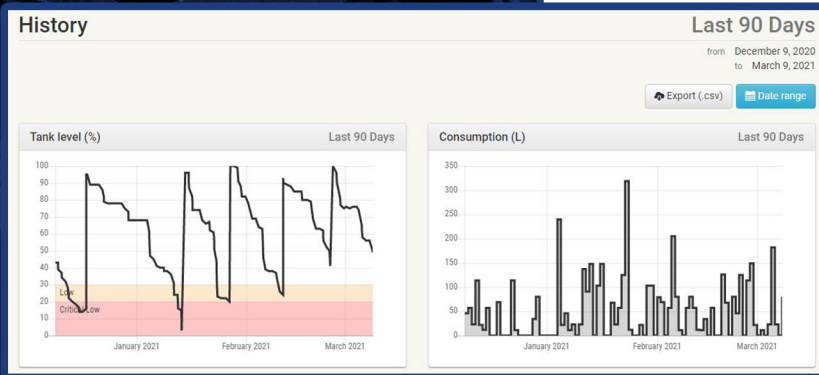 History
Last 90 Days
from December 9, 2020
to March 9, 2021
Export (.csv)
Date range
Tank level (%)
Last 90 Days
100
90
80
70
60
50
40
30
20
10
0
Low
Critical Low
January 2021
February 2021
March 2021
Consumption (L)
Last 90 Days
350
300
250
200
150
100
50
0
January 2021
February 2021
March 2021